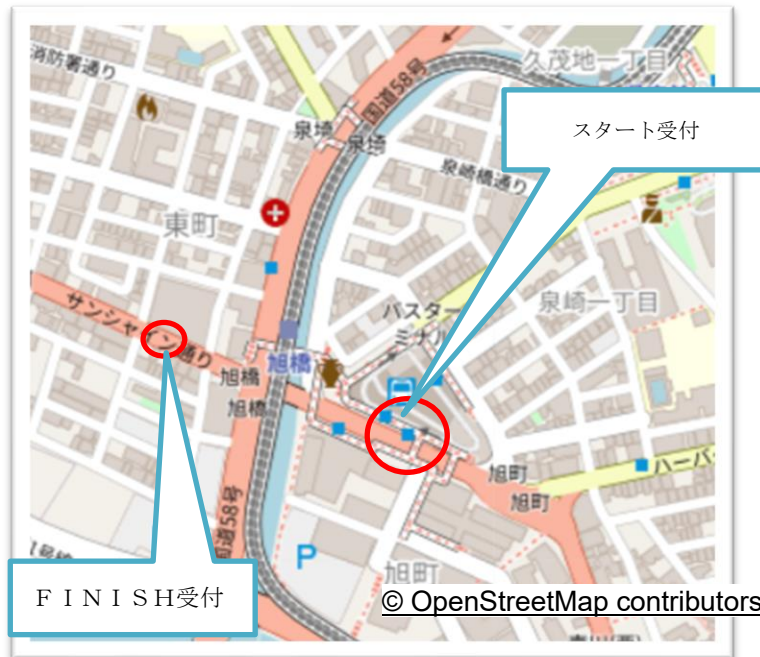 消防署通り
国道58号
久茂地一丁目
スタート受付
泉埼
泉埼
泉崎橋通り
東町
サンシャイン通り
バスター
ミナル
泉崎一丁目
旭橋
旭橋
旭橋
旭町
旭町
ハーバ
国道58号
P
旭町
FINISH受付
© OpenStreetMap contributors